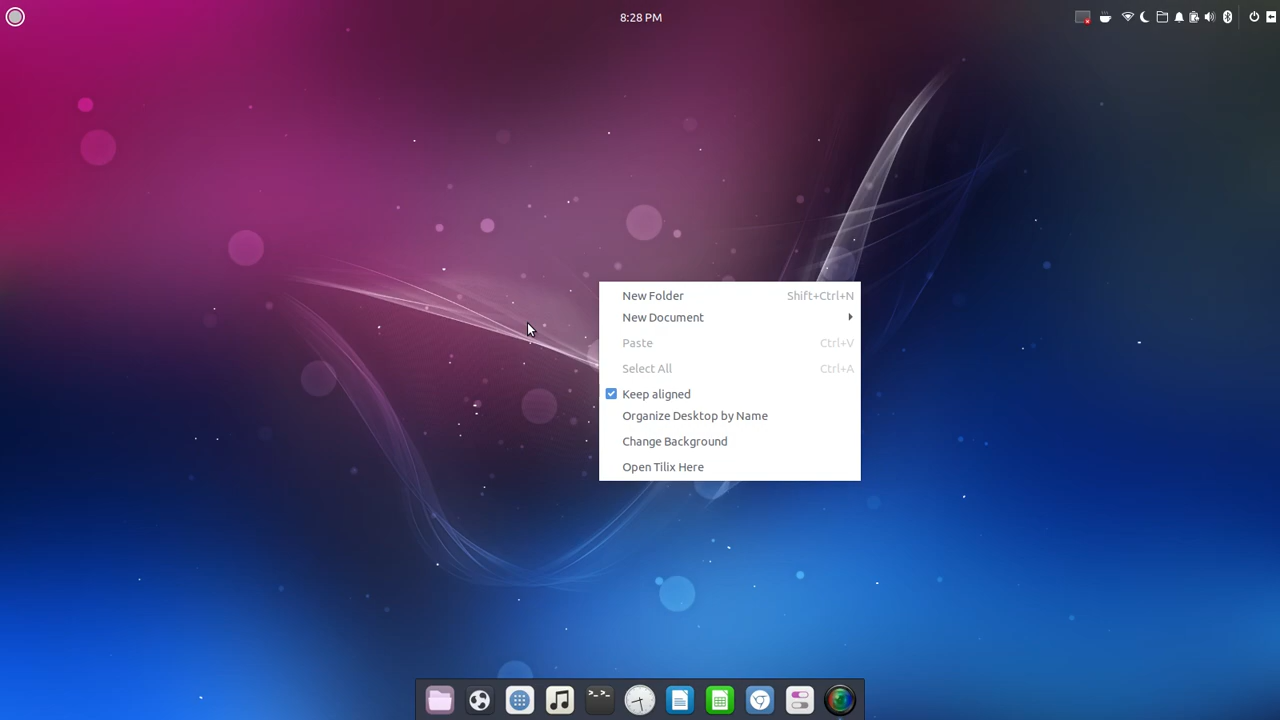 8:28 PM
New Folder Shift+Ctrl+N
New Document
Paste Ctrl+V
Select All Ctrl+A
Keep aligned
Organize Desktop by Name
Change Background
Open Tilix Here
>_>_